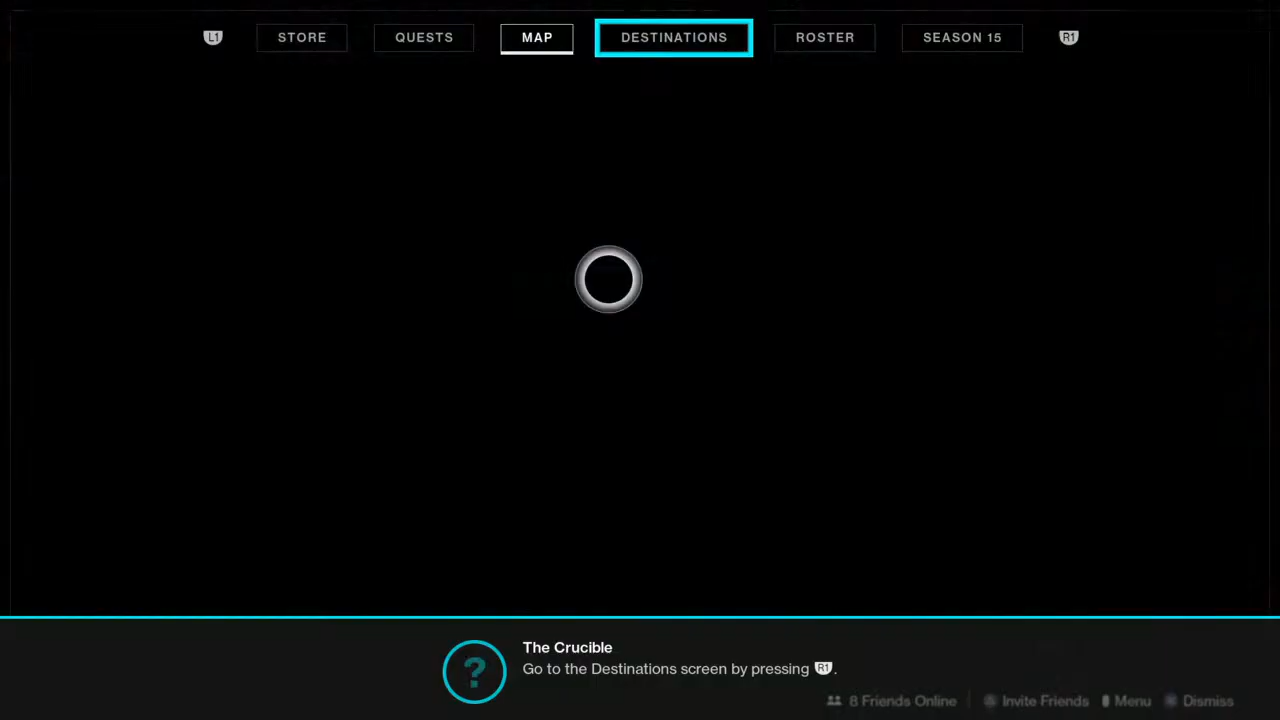 L1 STORE QUESTS MAP DESTINATIONS ROSTER SEASON 15 R1
The Crucible
Go to the Destinations screen by pressing R1.
8 Friends Online Invite Friends Menu Dismiss